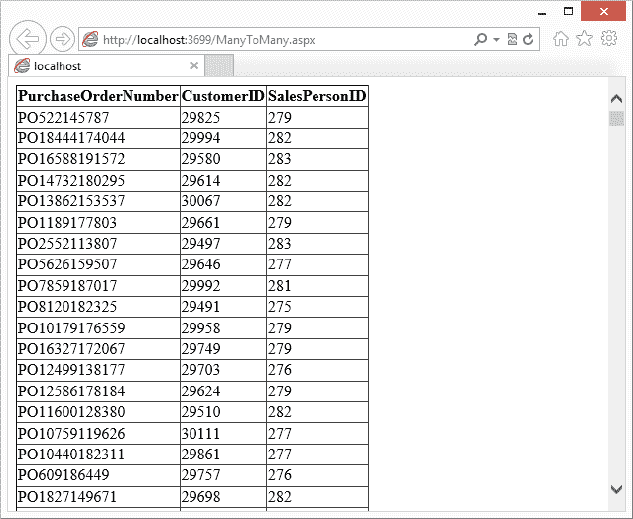 http://localhost:3699/ManyToMany.aspx
localhost
PurchaseOrderNumber CustomerID SalesPersonID
PO522145787 29825 279
PO18444174044 29994 282
PO16588191572 29580 283
PO14732180295 29614 282
PO13862153537 30067 282
PO1189177803 29661 279
PO2552113807 29497 283
PO5626159507 29646 277
PO7859187017 29992 281
PO8120182325 29491 275
PO10179176559 29958 279
PO16327172067 29749 279
PO12499138177 29703 276
PO12586178184 29624 279
PO11600128380 29510 282
PO10759119626 30111 277
PO10440182311 29861 277
PO609186449 29757 276
PO1827149671 29698 282